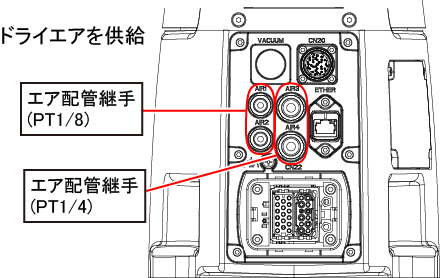 ドライエアを供給
VACUUM
CN20
AIR1
AIR3
ETHER
エア配管継手
(PT1/8)
AIR2
AIR4
CN22
エア配管継手
(PT1/4)